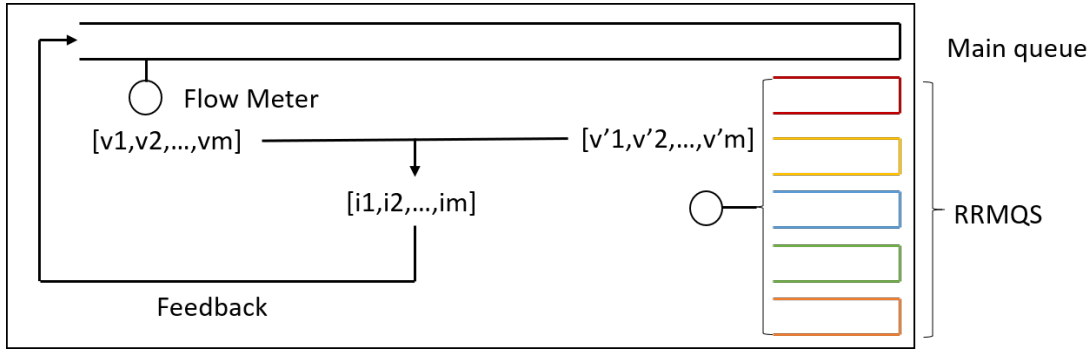 Main queue
Flow Meter
[v1,v2,...,vm]
[v’1,v’2,...,v’m]
[i1,i2,...,im]
RRMQS
Feedback